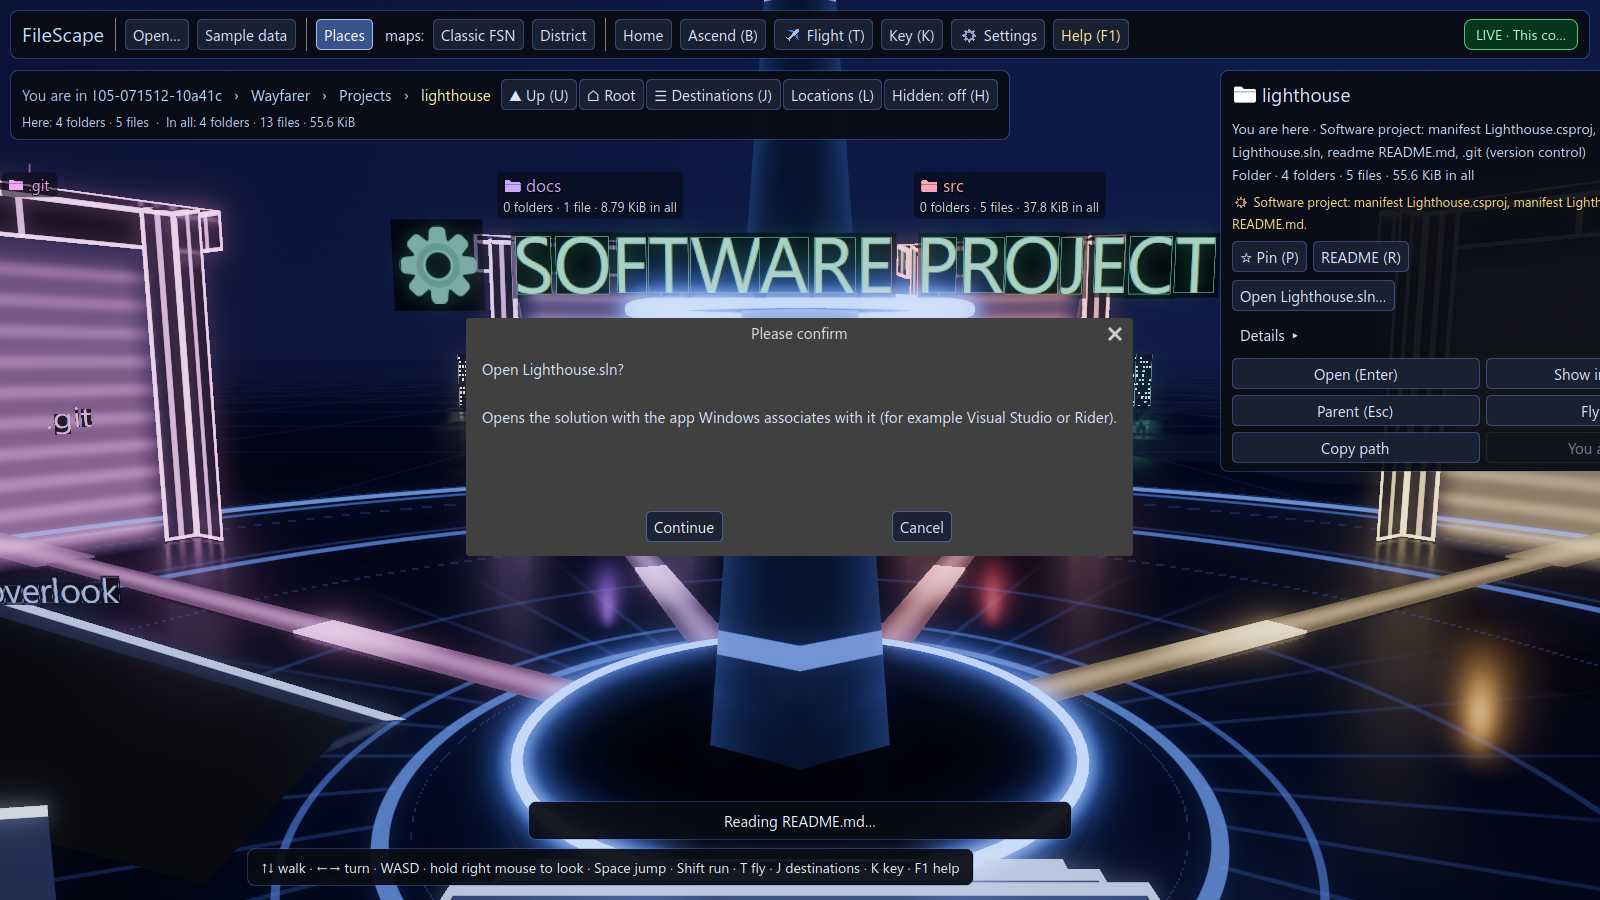 FileScape Open... Sample data Places maps: Classic FSN District Home Ascend (B) Flight (T) Key (K) Settings Help (F1) LIVE · This co...
You are in 105-071512-10a41c › Wayfarer › Projects › lighthouse ▲ Up (U) Root ☰ Destinations (J) Locations (L) Hidden: off (H)
Here: 4 folders · 5 files · In all: 4 folders · 13 files · 55.6 KiB
lighthouse
You are here · Software project: manifest Lighthouse.csproj,
Lighthouse.sln, readme README.md, .git (version control)
Folder · 4 folders · 5 files · 55.6 KiB in all
Software project: manifest Lighthouse.csproj, manifest Lighth
README.md.
☆ Pin (P) README (R)
Open Lighthouse.sln...
Details ▸
Open (Enter) Show i
Parent (Esc) Fly
Copy path You a
.git
docs
0 folders · 1 file · 8.79 KiB in all
src
0 folders · 5 files · 37.8 KiB in all
SOFTWARE PROJECT
Please confirm
Open Lighthouse.sln?
Opens the solution with the app Windows associates with it (for example Visual Studio or Rider).
Continue Cancel
.git
overlook
Reading README.md...
↑↓ walk · ←→ turn · WASD · hold right mouse to look · Space jump · Shift run · T fly · J destinations · K key · F1 help